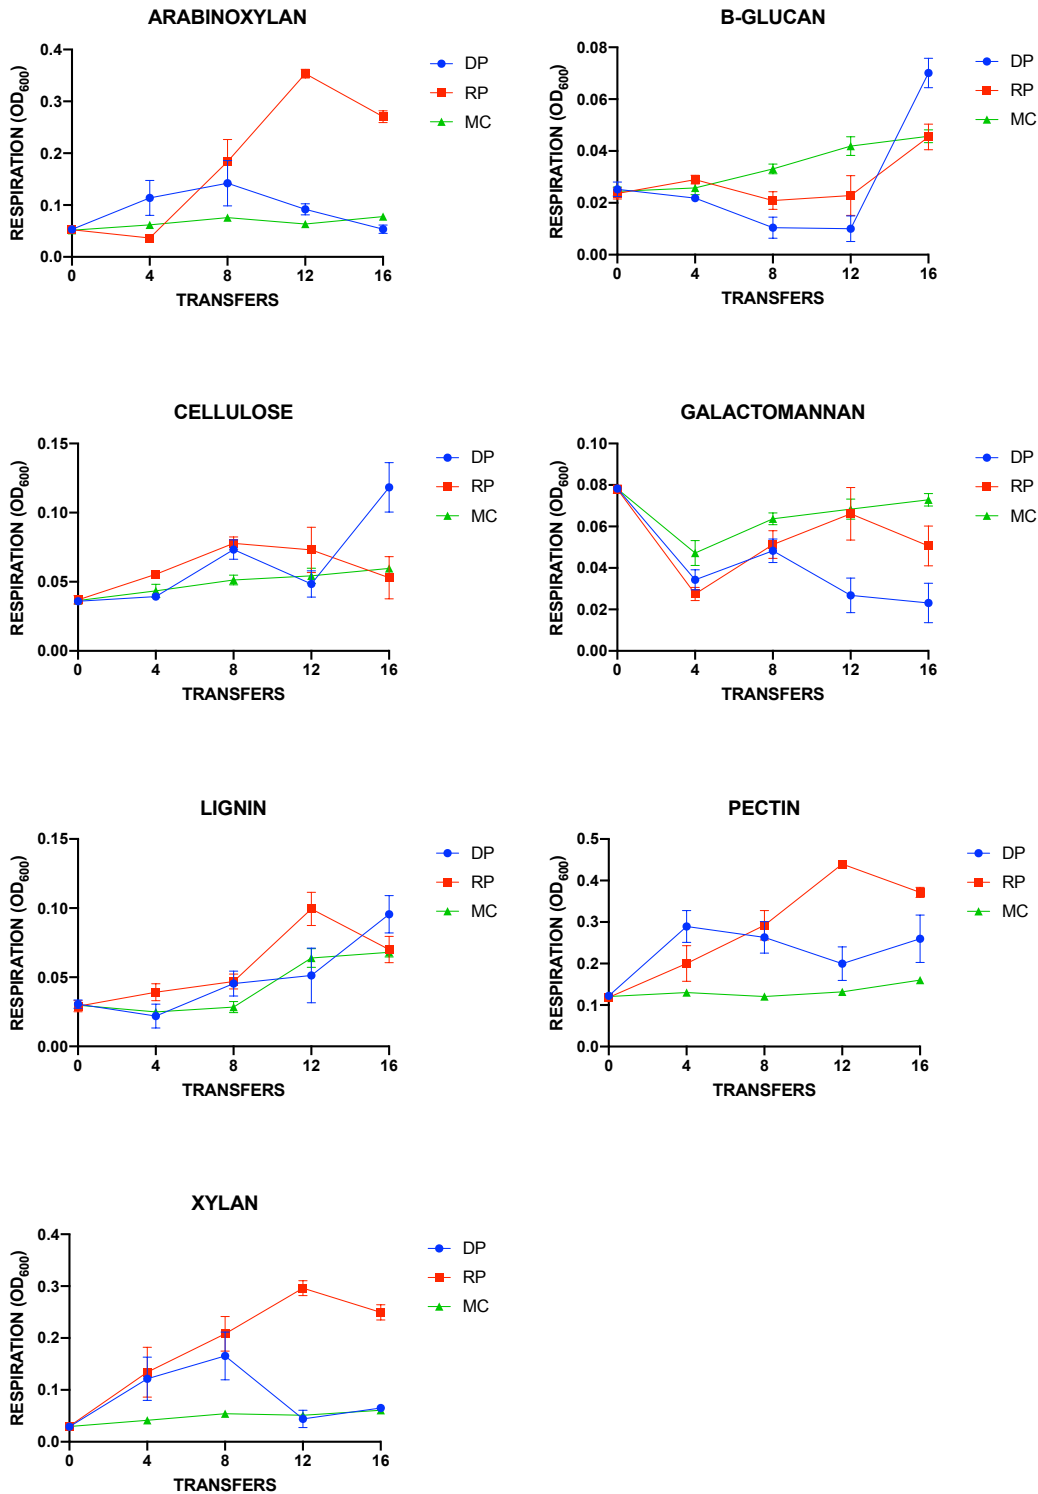 ARABINOXYLAN
RESPIRATION (OD600)
0.4
0.3
0.2
0.1
0.0
0 4 8 12 16
TRANSFERS
DP
RP
MC
B-GLUCAN
RESPIRATION (OD600)
0.08
0.06
0.04
0.02
0.00
0 4 8 12 16
TRANSFERS
DP
RP
MC
CELLULOSE
RESPIRATION (OD600)
0.15
0.10
0.05
0.00
0 4 8 12 16
TRANSFERS
DP
RP
MC
GALACTOMANNAN
RESPIRATION (OD600)
0.10
0.08
0.06
0.04
0.02
0.00
0 4 8 12 16
TRANSFERS
DP
RP
MC
LIGNIN
RESPIRATION (OD600)
0.15
0.10
0.05
0.00
0 4 8 12 16
TRANSFERS
DP
RP
MC
PECTIN
RESPIRATION (OD600)
0.5
0.4
0.3
0.2
0.1
0.0
0 4 8 12 16
TRANSFERS
DP
RP
MC
XYLAN
RESPIRATION (OD600)
0.4
0.3
0.2
0.1
0.0
0 4 8 12 16
TRANSFERS
DP
RP
MC